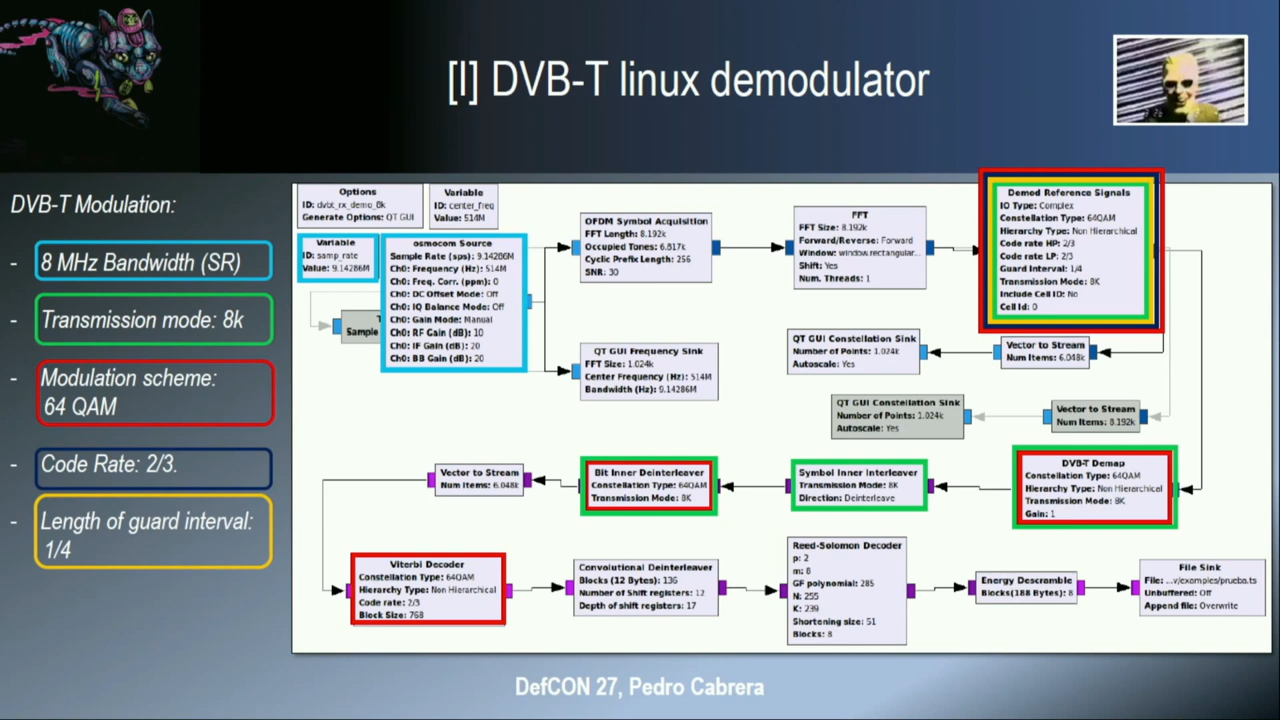 [I] DVB-T linux demodulator
DVB-T Modulation:
- 8 MHz Bandwidth (SR)
- Transmission mode: 8k
- Modulation scheme:
64 QAM
- Code Rate: 2/3.
- Length of guard interval:
1/4
Options
ID: dvbt_rx_demo_8k
Generate Options: QT GUI
Variable
ID: center_freq
Value: 514M
Variable
ID: samp_rate
Value: 9.14286M
osmocom Source
Sample Rate (sps): 9.14286M
Ch0: Frequency (Hz): 514M
Ch0: Freq. Corr. (ppm): 0
Ch0: DC Offset Mode: Off
Ch0: IQ Balance Mode: Off
Ch0: Gain Mode: Manual
Ch0: RF Gain (dB): 10
Ch0: IF Gain (dB): 20
Ch0: BB Gain (dB): 20
Sample
OFDM Symbol Acquisition
FFT Length: 8.192k
Occupied Tones: 6.817k
Cyclic Prefix Length: 256
SNR: 30
FFT
FFT Size: 8.192k
Forward/Reverse: Forward
Window: window.rectangular...
Shift: Yes
Num. Threads: 1
Demod Reference Signals
IO Type: Complex
Constellation Type: 64QAM
Hierarchy Type: Non Hierarchical
Code rate HP: 2/3
Code rate LP: 2/3
Guard Interval: 1/4
Transmission Mode: 8K
Include Cell ID: No
Cell Id: 0
QT GUI Frequency Sink
FFT Size: 1.024k
Center Frequency (Hz): 514M
Bandwidth (Hz): 9.14286M
QT GUI Constellation Sink
Number of Points: 1.024k
Autoscale: Yes
Vector to Stream
Num Items: 6.048k
QT GUI Constellation Sink
Number of Points: 1.024k
Autoscale: Yes
Vector to Stream
Num Items: 8.192k
Vector to Stream
Num Items: 6.048k
Bit Inner Deinterleaver
Constellation Type: 64QAM
Transmission Mode: 8K
Symbol Inner Interleaver
Transmission Mode: 8K
Direction: Deinterleave
DVB-T Demap
Constellation Type: 64QAM
Hierarchy Type: Non Hierarchical
Transmission Mode: 8K
Gain: 1
Viterbi Decoder
Constellation Type: 64QAM
Hierarchy Type: Non Hierarchical
Code rate: 2/3
Block Size: 768
Convolutional Deinterleaver
Blocks (12 Bytes): 136
Number of Shift registers: 12
Depth of shift registers: 17
Reed-Solomon Decoder
p: 2
m: 8
GF polynomial: 285
N: 255
K: 239
Shortening size: 51
Blocks: 8
Energy Descramble
Blocks(188 Bytes): 8
File Sink
File: ...v/examples/prueba.ts
Unbuffered: Off
Append file: Overwrite
DefCON 27, Pedro Cabrera